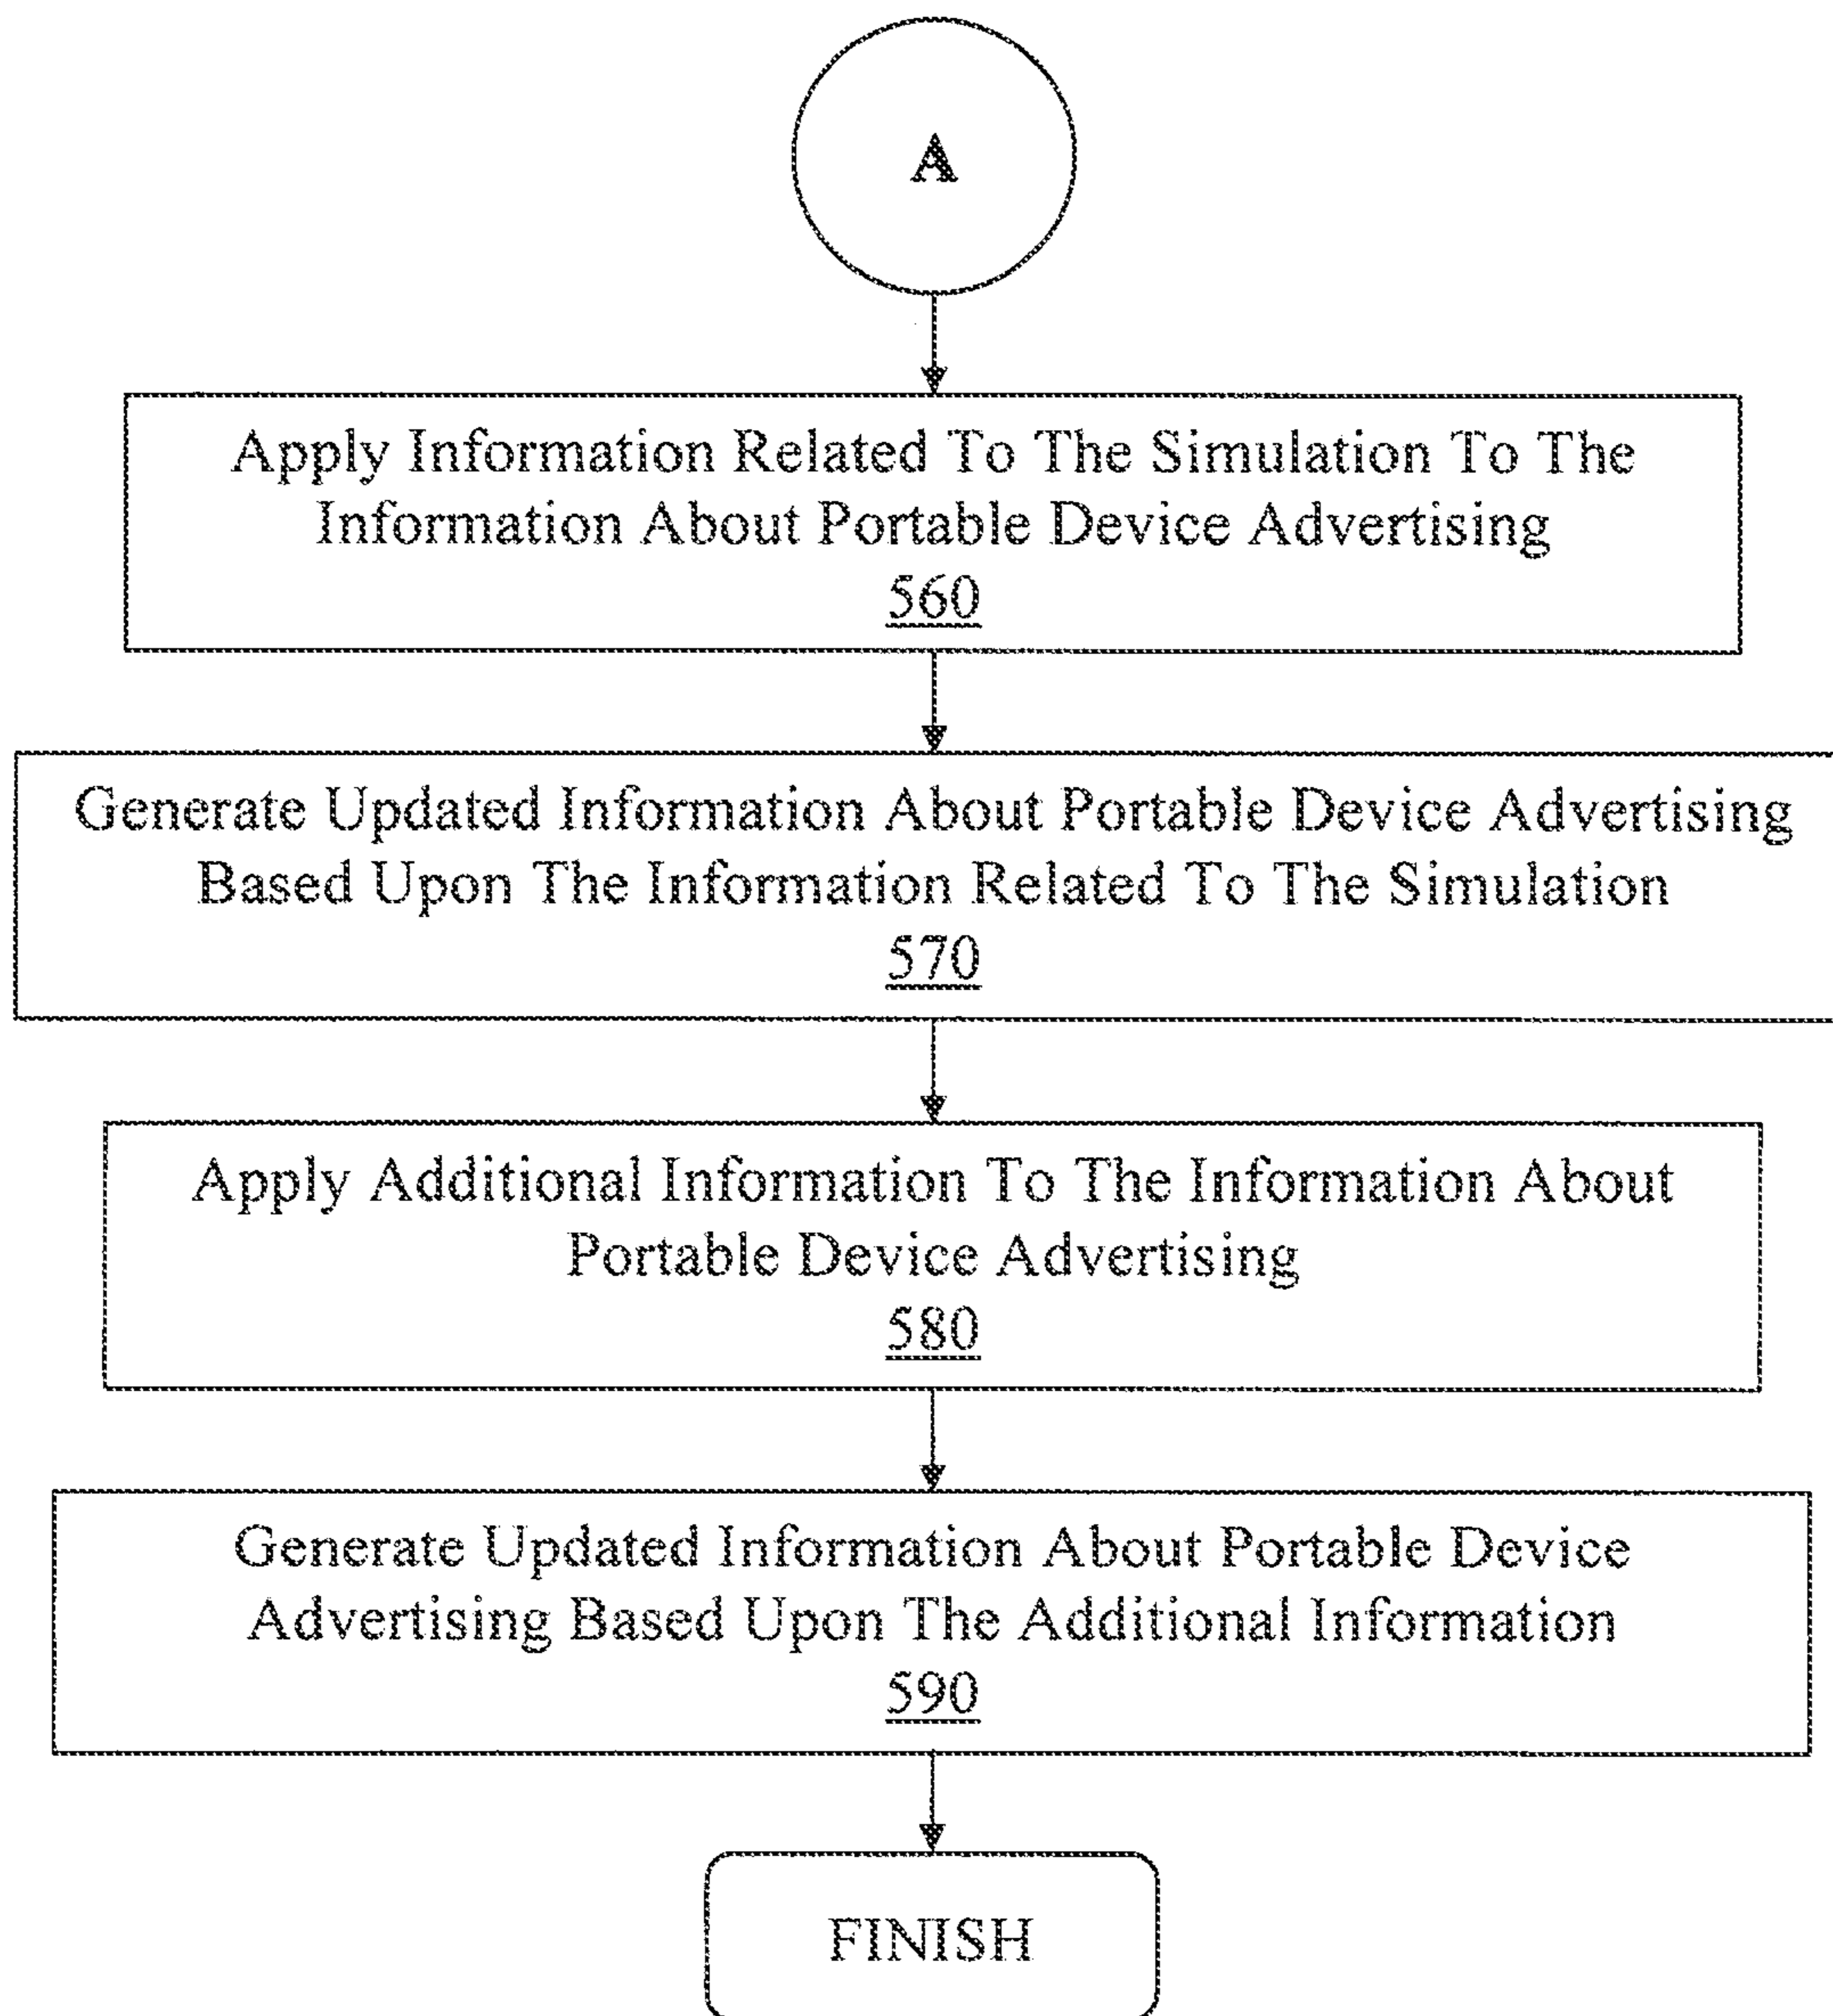 A
Apply Information Related To The Simulation To The
Information About Portable Device Advertising
560
Generate Updated Information About Portable Device Advertising
Based Upon The Information Related To The Simulation
570
Apply Additional Information To The Information About
Portable Device Advertising
580
Generate Updated Information About Portable Device
Advertising Based Upon The Additional Information
590
FINISH